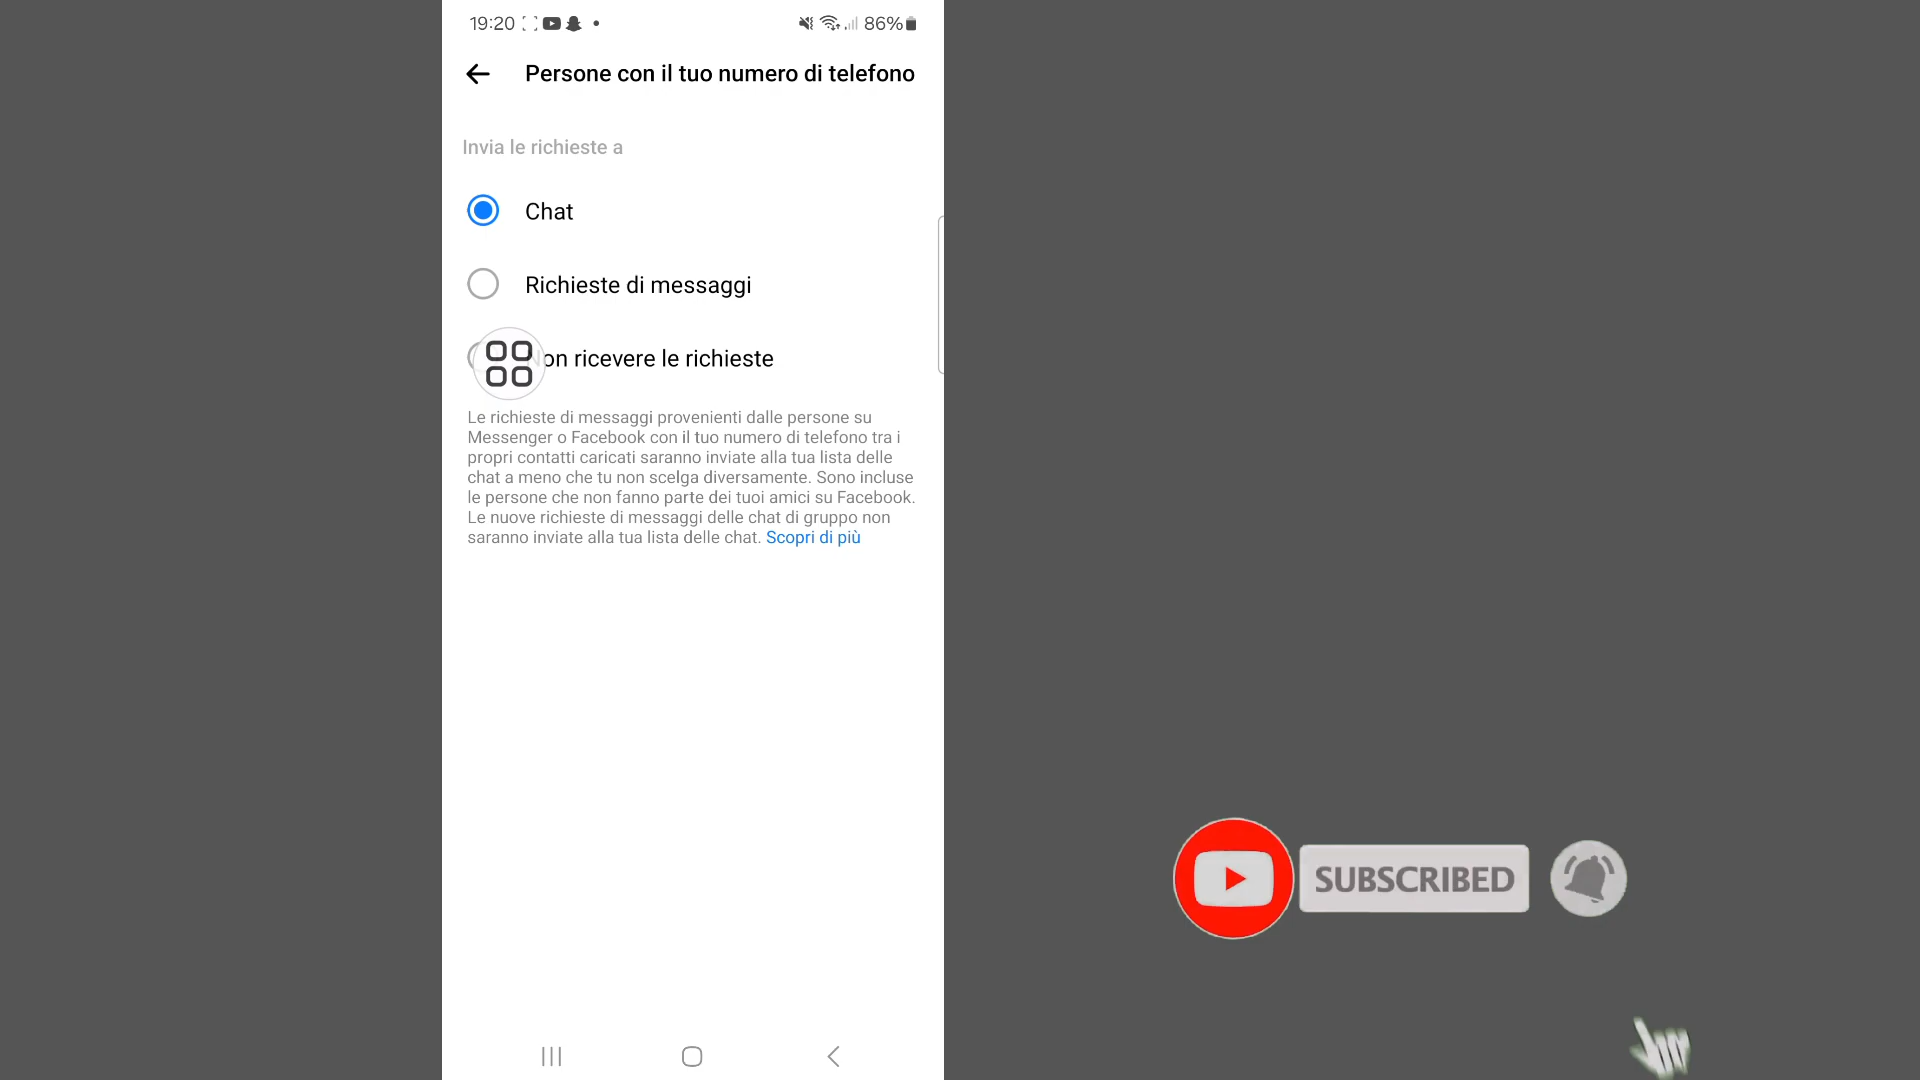 19:20 86%
Persone con il tuo numero di telefono
Invia le richieste a
Chat
Richieste di messaggi
on ricevere le richieste
Le richieste di messaggi provenienti dalle persone su
Messenger o Facebook con il tuo numero di telefono tra i
propri contatti caricati saranno inviate alla tua lista delle
chat a meno che tu non scelga diversamente. Sono incluse
le persone che non fanno parte dei tuoi amici su Facebook.
Le nuove richieste di messaggi delle chat di gruppo non
saranno inviate alla tua lista delle chat. Scopri di più
SUBSCRIBED